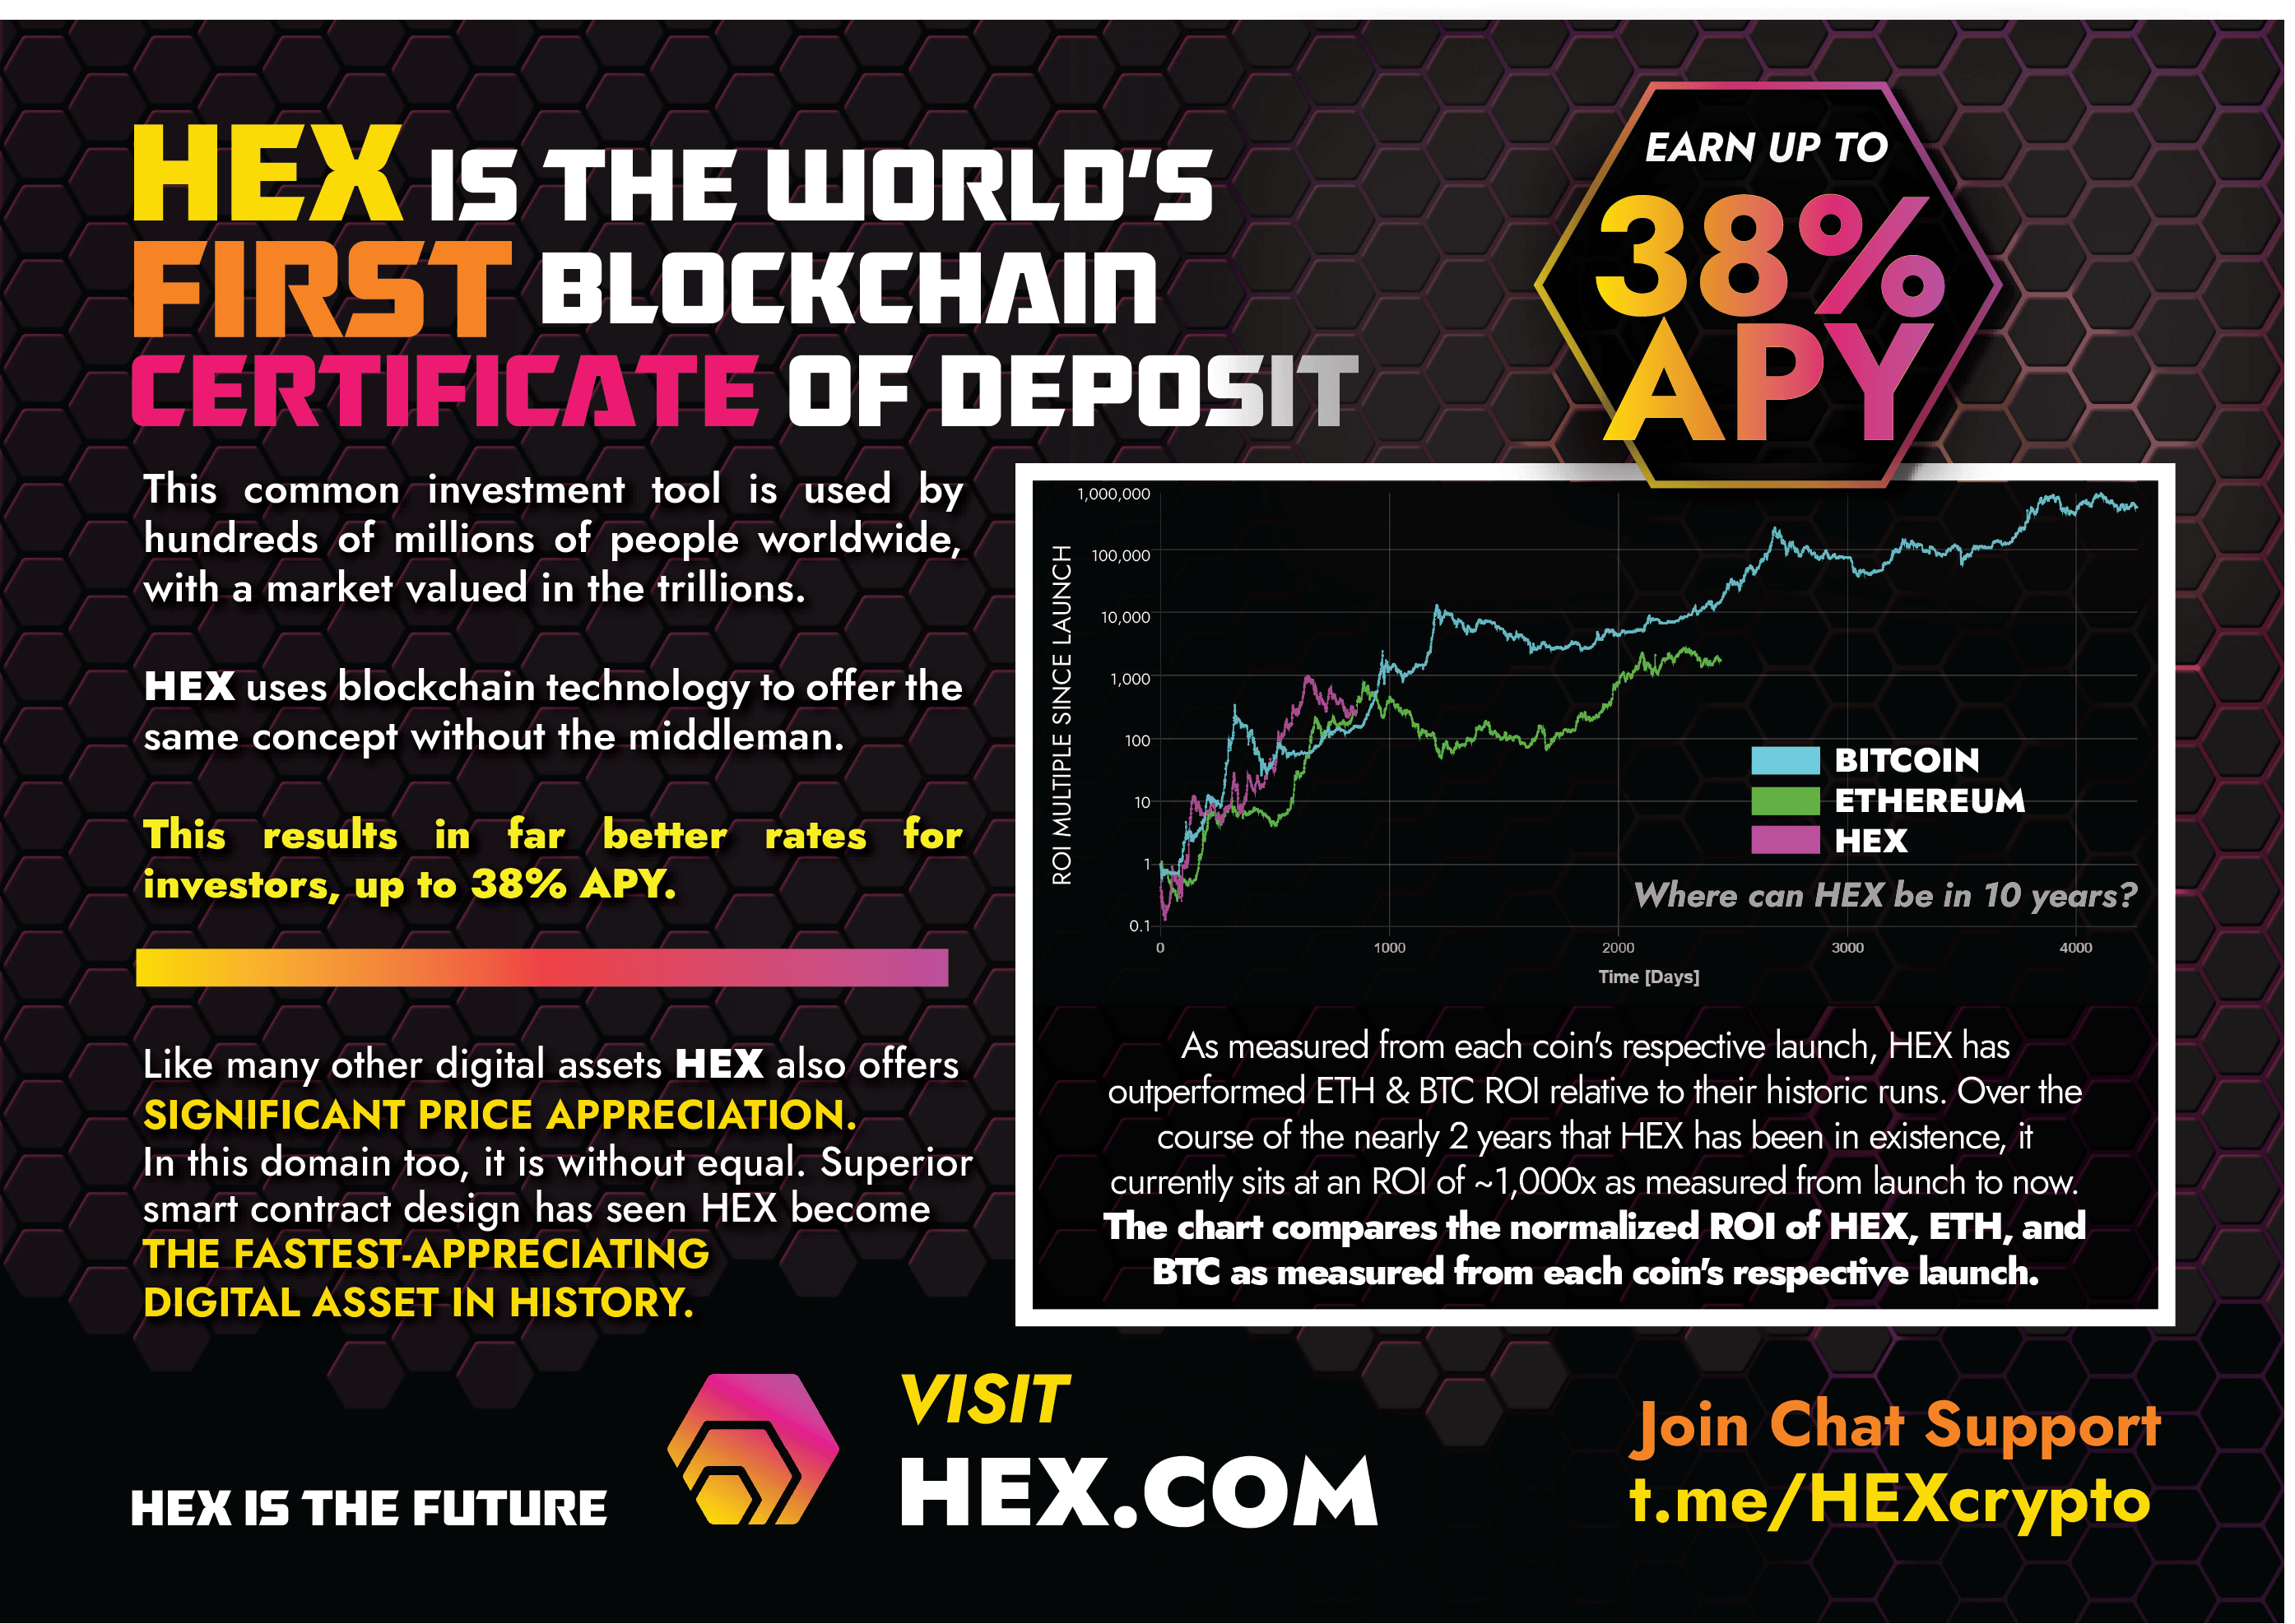 HEX IS THE WORLD'S
FIRST BLOCKCHAIN
CERTIFICATE OF DEPOSIT
EARN UP TO
38%
APY
This common investment tool is used by
hundreds of millions of people worldwide,
with a market valued in the trillions.
HEX uses blockchain technology to offer the
same concept without the middleman.
This results in far better rates for
investors, up to 38% APY.
Like many other digital assets HEX also offers
SIGNIFICANT PRICE APPRECIATION.
In this domain too, it is without equal. Superior
smart contract design has seen HEX become
THE FASTEST-APPRECIATING
DIGITAL ASSET IN HISTORY.
ROI MULTIPLE SINCE LAUNCH
1,000,000
100,000
10,000
1,000
100
10
1
0.1
0 1000 2000 3000 4000
Time [Days]
BITCOIN
ETHEREUM
HEX
Where can HEX be in 10 years?
As measured from each coin's respective launch, HEX has
outperformed ETH & BTC ROI relative to their historic runs. Over the
course of the nearly 2 years that HEX has been in existence, it
currently sits at an ROI of ~1,000x as measured from launch to now.
The chart compares the normalized ROI of HEX, ETH, and
BTC as measured from each coin's respective launch.
HEX IS THE FUTURE
VISIT
HEX.COM
Join Chat Support
t.me/HEXcrypto